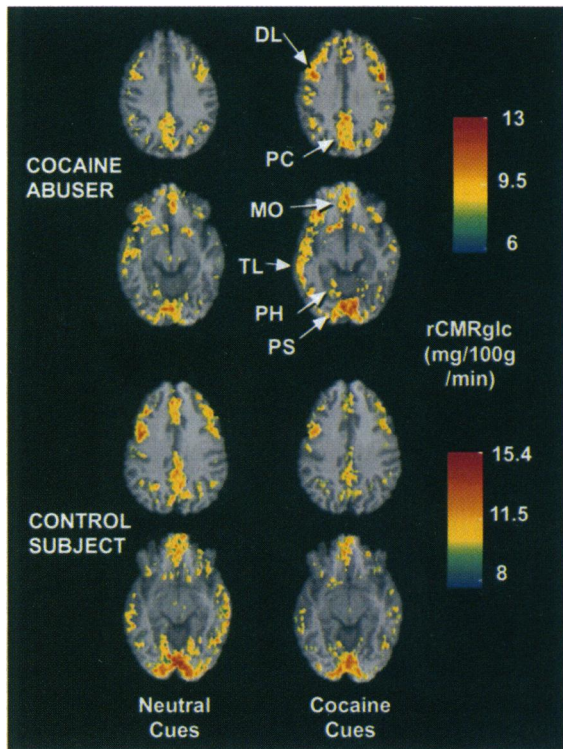 DL
PC
COCAINE
ABUSER
MO
TL
PH
PS
13
9.5
6
rCMRglc
(mg/100g
/min)
CONTROL
SUBJECT
15.4
11.5
8
Neutral
Cues
Cocaine
Cues